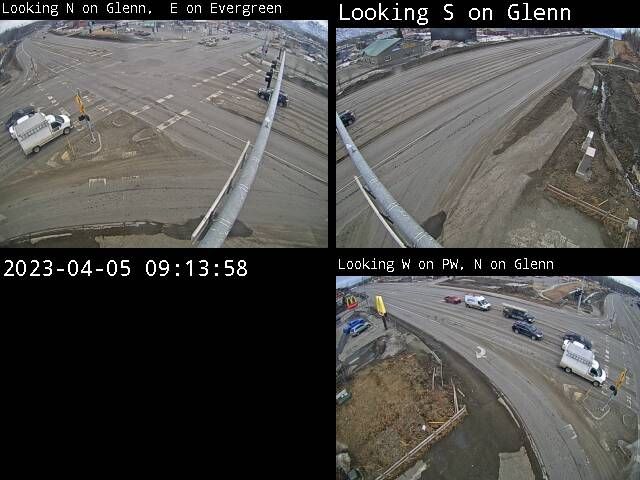 Looking N on Glenn,  E on Evergreen
Looking S on Glenn
2023-04-05 09:13:58
Looking W on PW, N on Glenn